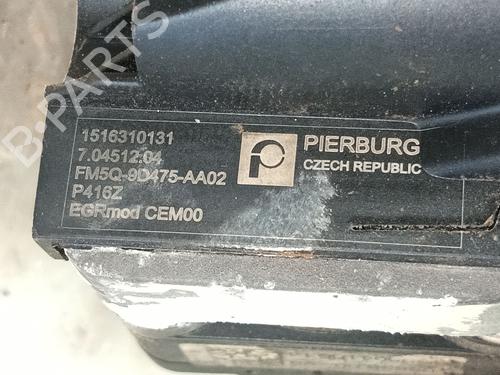 B-PARTS
1516310131
7.04512.04
FM5Q-9D475-AA02
P416Z
EGRmod CEM00
PIERBURG
CZECH REPUBLIC